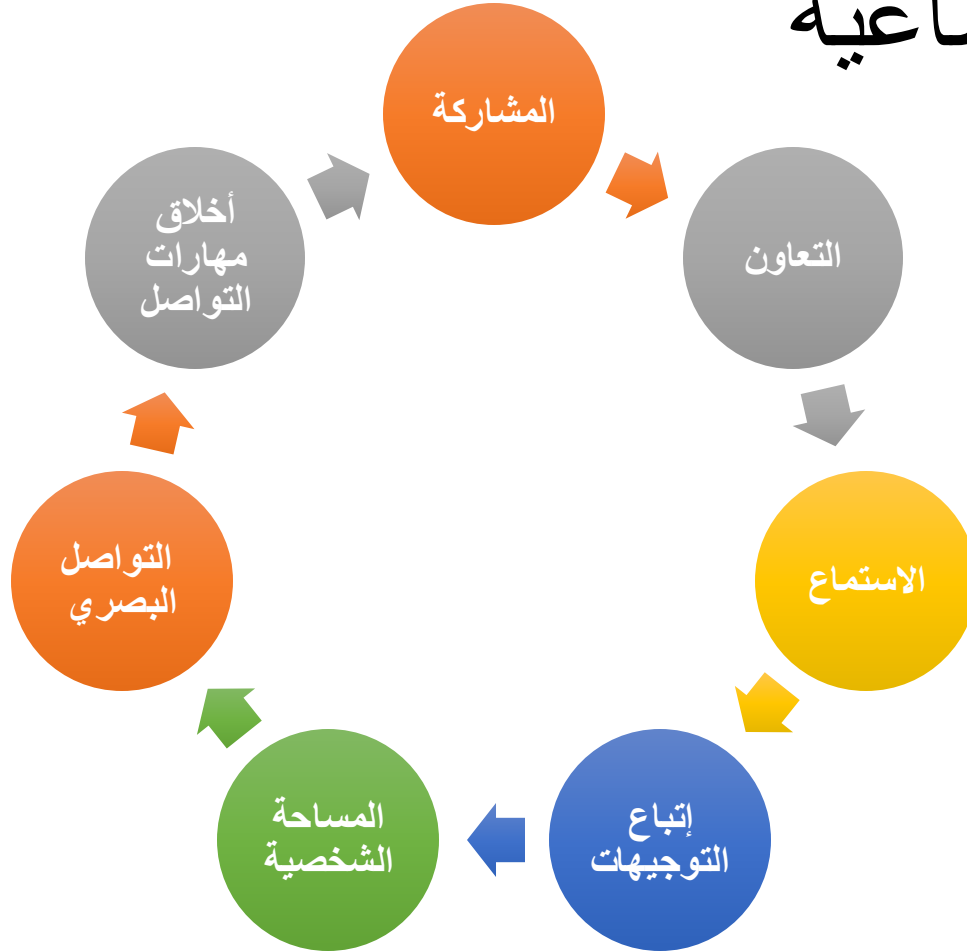 المشاركة
التعاون
الاستماع
إتباع
التوجيهات
المساحة
الشخصية
التواصل
البصري
أخلاق
مهارات
التواصل